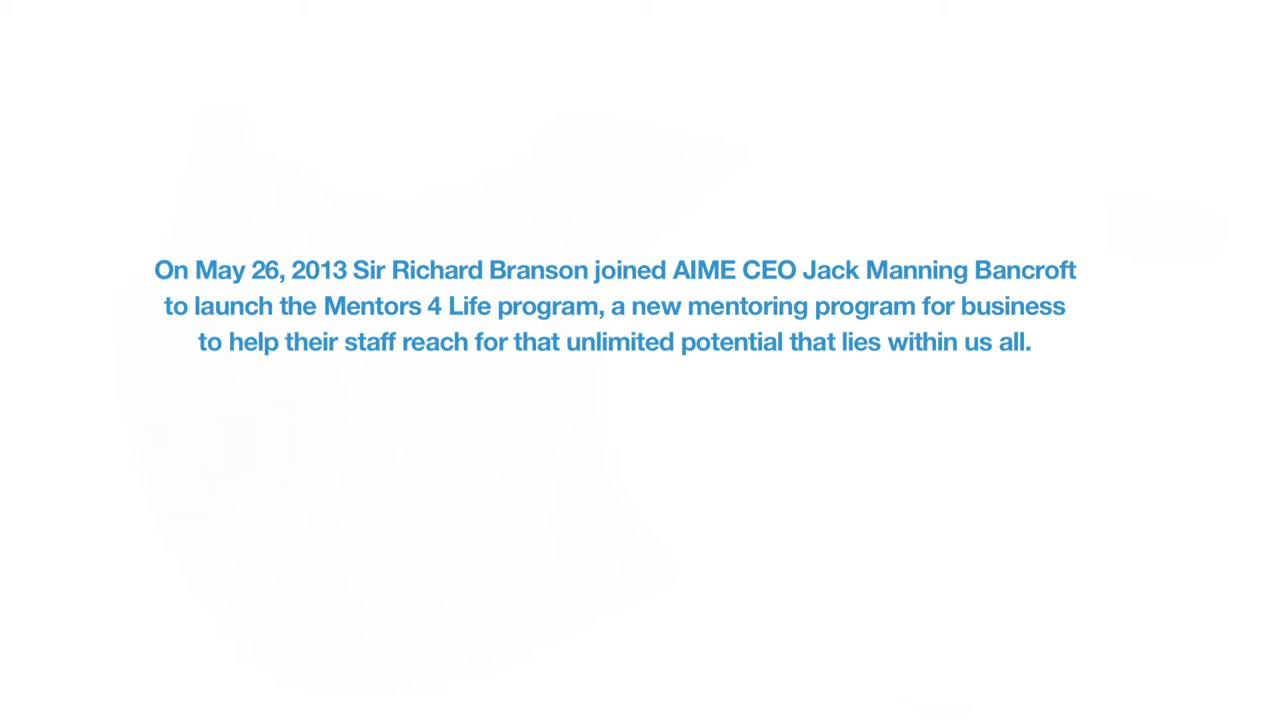 On May 26, 2013 Sir Richard Branson joined AIME CEO Jack Manning Bancroft
to launch the Mentors 4 Life program, a new mentoring program for business
to help their staff reach for that unlimited potential that lies within us all.